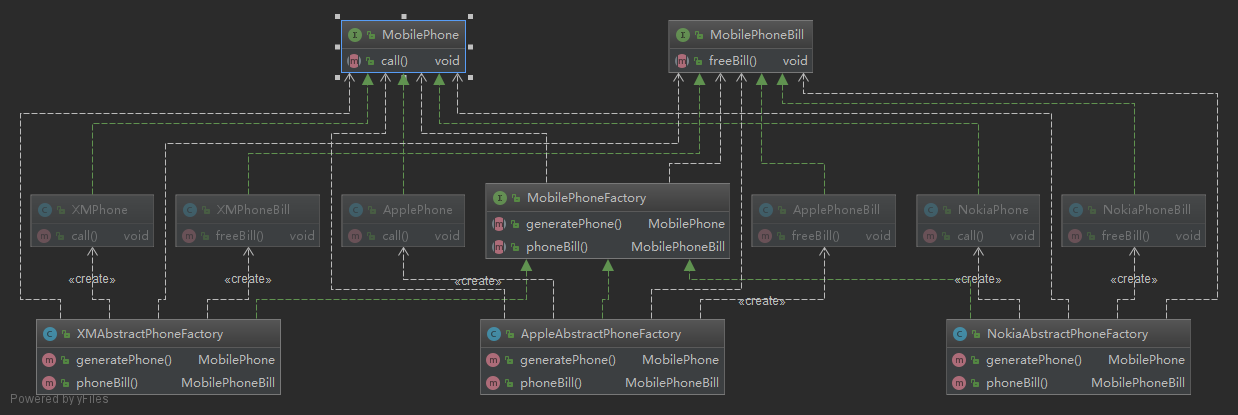 MobilePhone
call() void
MobilePhoneBill
freeBill() void
XMPhone
call() void
XMPhoneBill
freeBill() void
ApplePhone
call() void
MobilePhoneFactory
generatePhone() MobilePhone
phoneBill() MobilePhoneBill
ApplePhoneBill
freeBill() void
NokiaPhone
call() void
NokiaPhoneBill
freeBill() void
«create»
«create»
«create»
«create»
«create»
«create»
XMAbstractPhoneFactory
generatePhone() MobilePhone
phoneBill() MobilePhoneBill
AppleAbstractPhoneFactory
generatePhone() MobilePhone
phoneBill() MobilePhoneBill
NokiaAbstractPhoneFactory
generatePhone() MobilePhone
phoneBill() MobilePhoneBill
Powered by yFiles